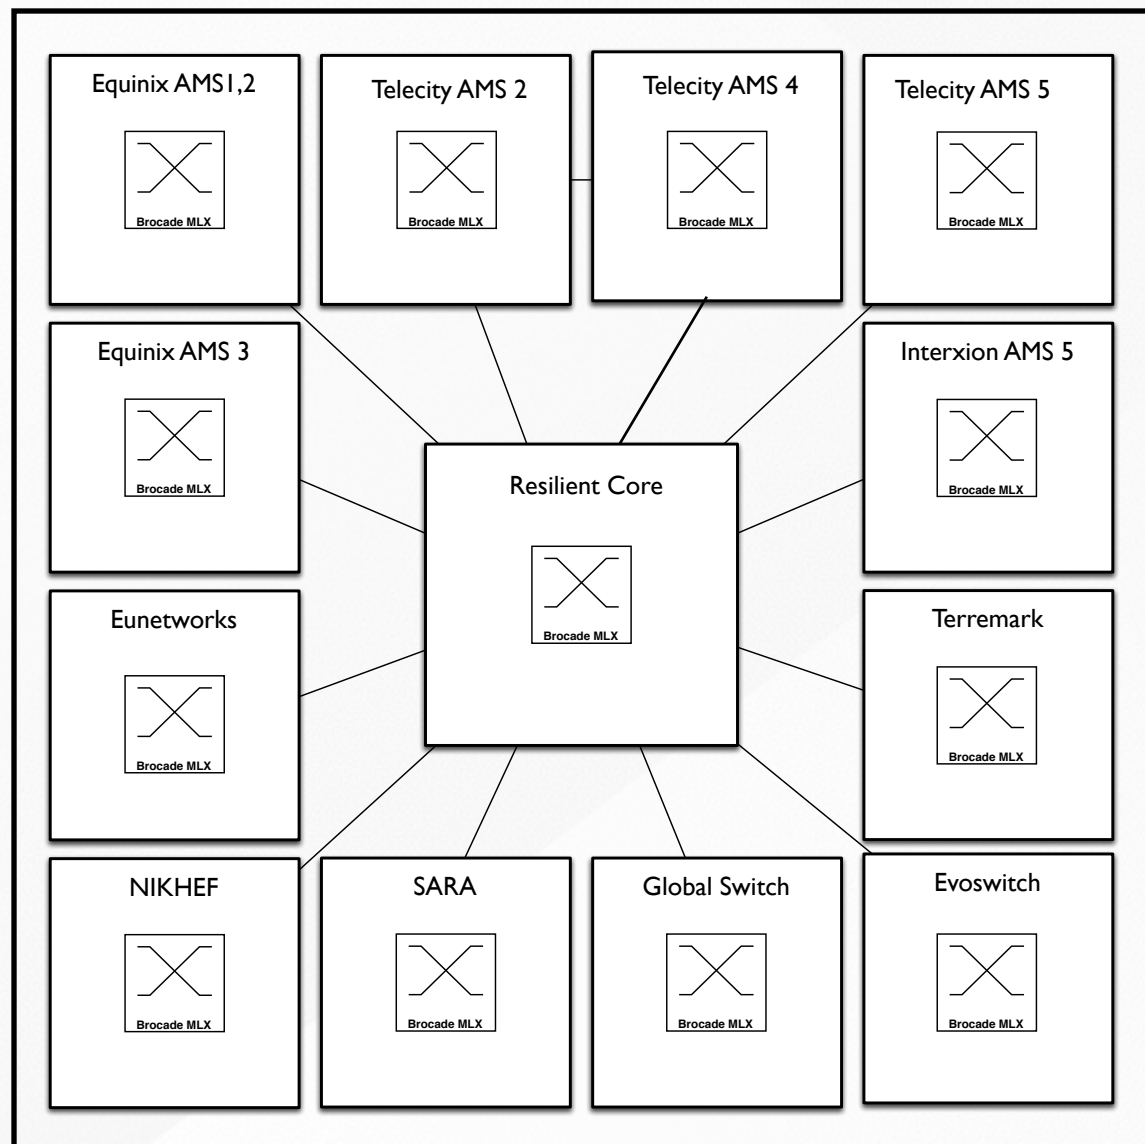 Equinix AMS1,2
Brocade MLX
Telecity AMS 2
Brocade MLX
Telecity AMS 4
Brocade MLX
Telecity AMS 5
Brocade MLX
Equinix AMS 3
Brocade MLX
Interxion AMS 5
Brocade MLX
Resilient Core
Brocade MLX
Eunetworks
Brocade MLX
Terremark
Brocade MLX
NIKHEF
Brocade MLX
SARA
Brocade MLX
Global Switch
Brocade MLX
Evoswitch
Brocade MLX